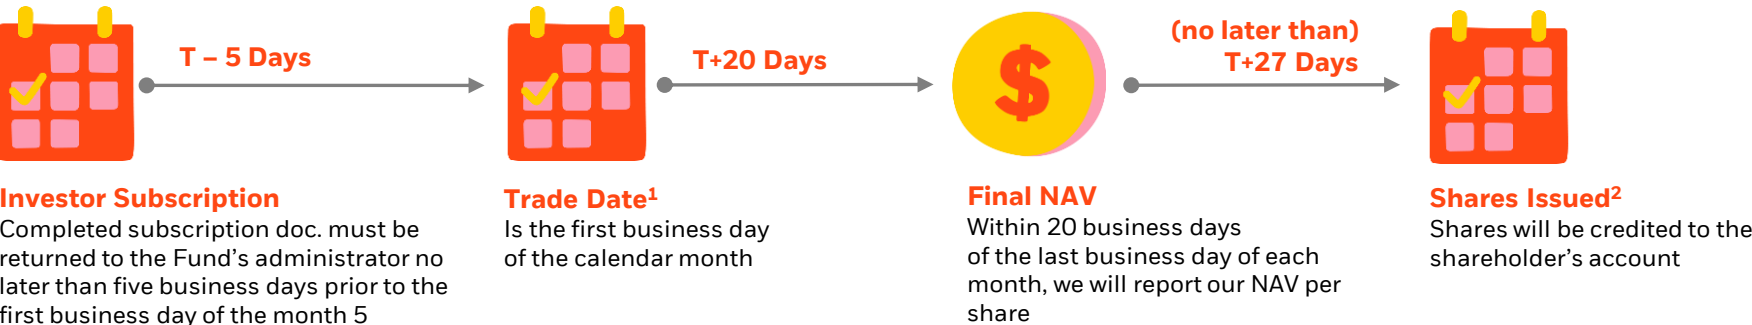 T – 5 Days
T+20 Days
(no later than)
T+27 Days
$
Investor Subscription
Completed subscription doc. must be
returned to the Fund's administrator no
later than five business days prior to the
first business day of the month 5
Trade Date¹
Is the first business day
of the calendar month
Final NAV
Within 20 business days
of the last business day of each
month, we will report our NAV per
share
Shares Issued²
Shares will be credited to the
shareholder's account